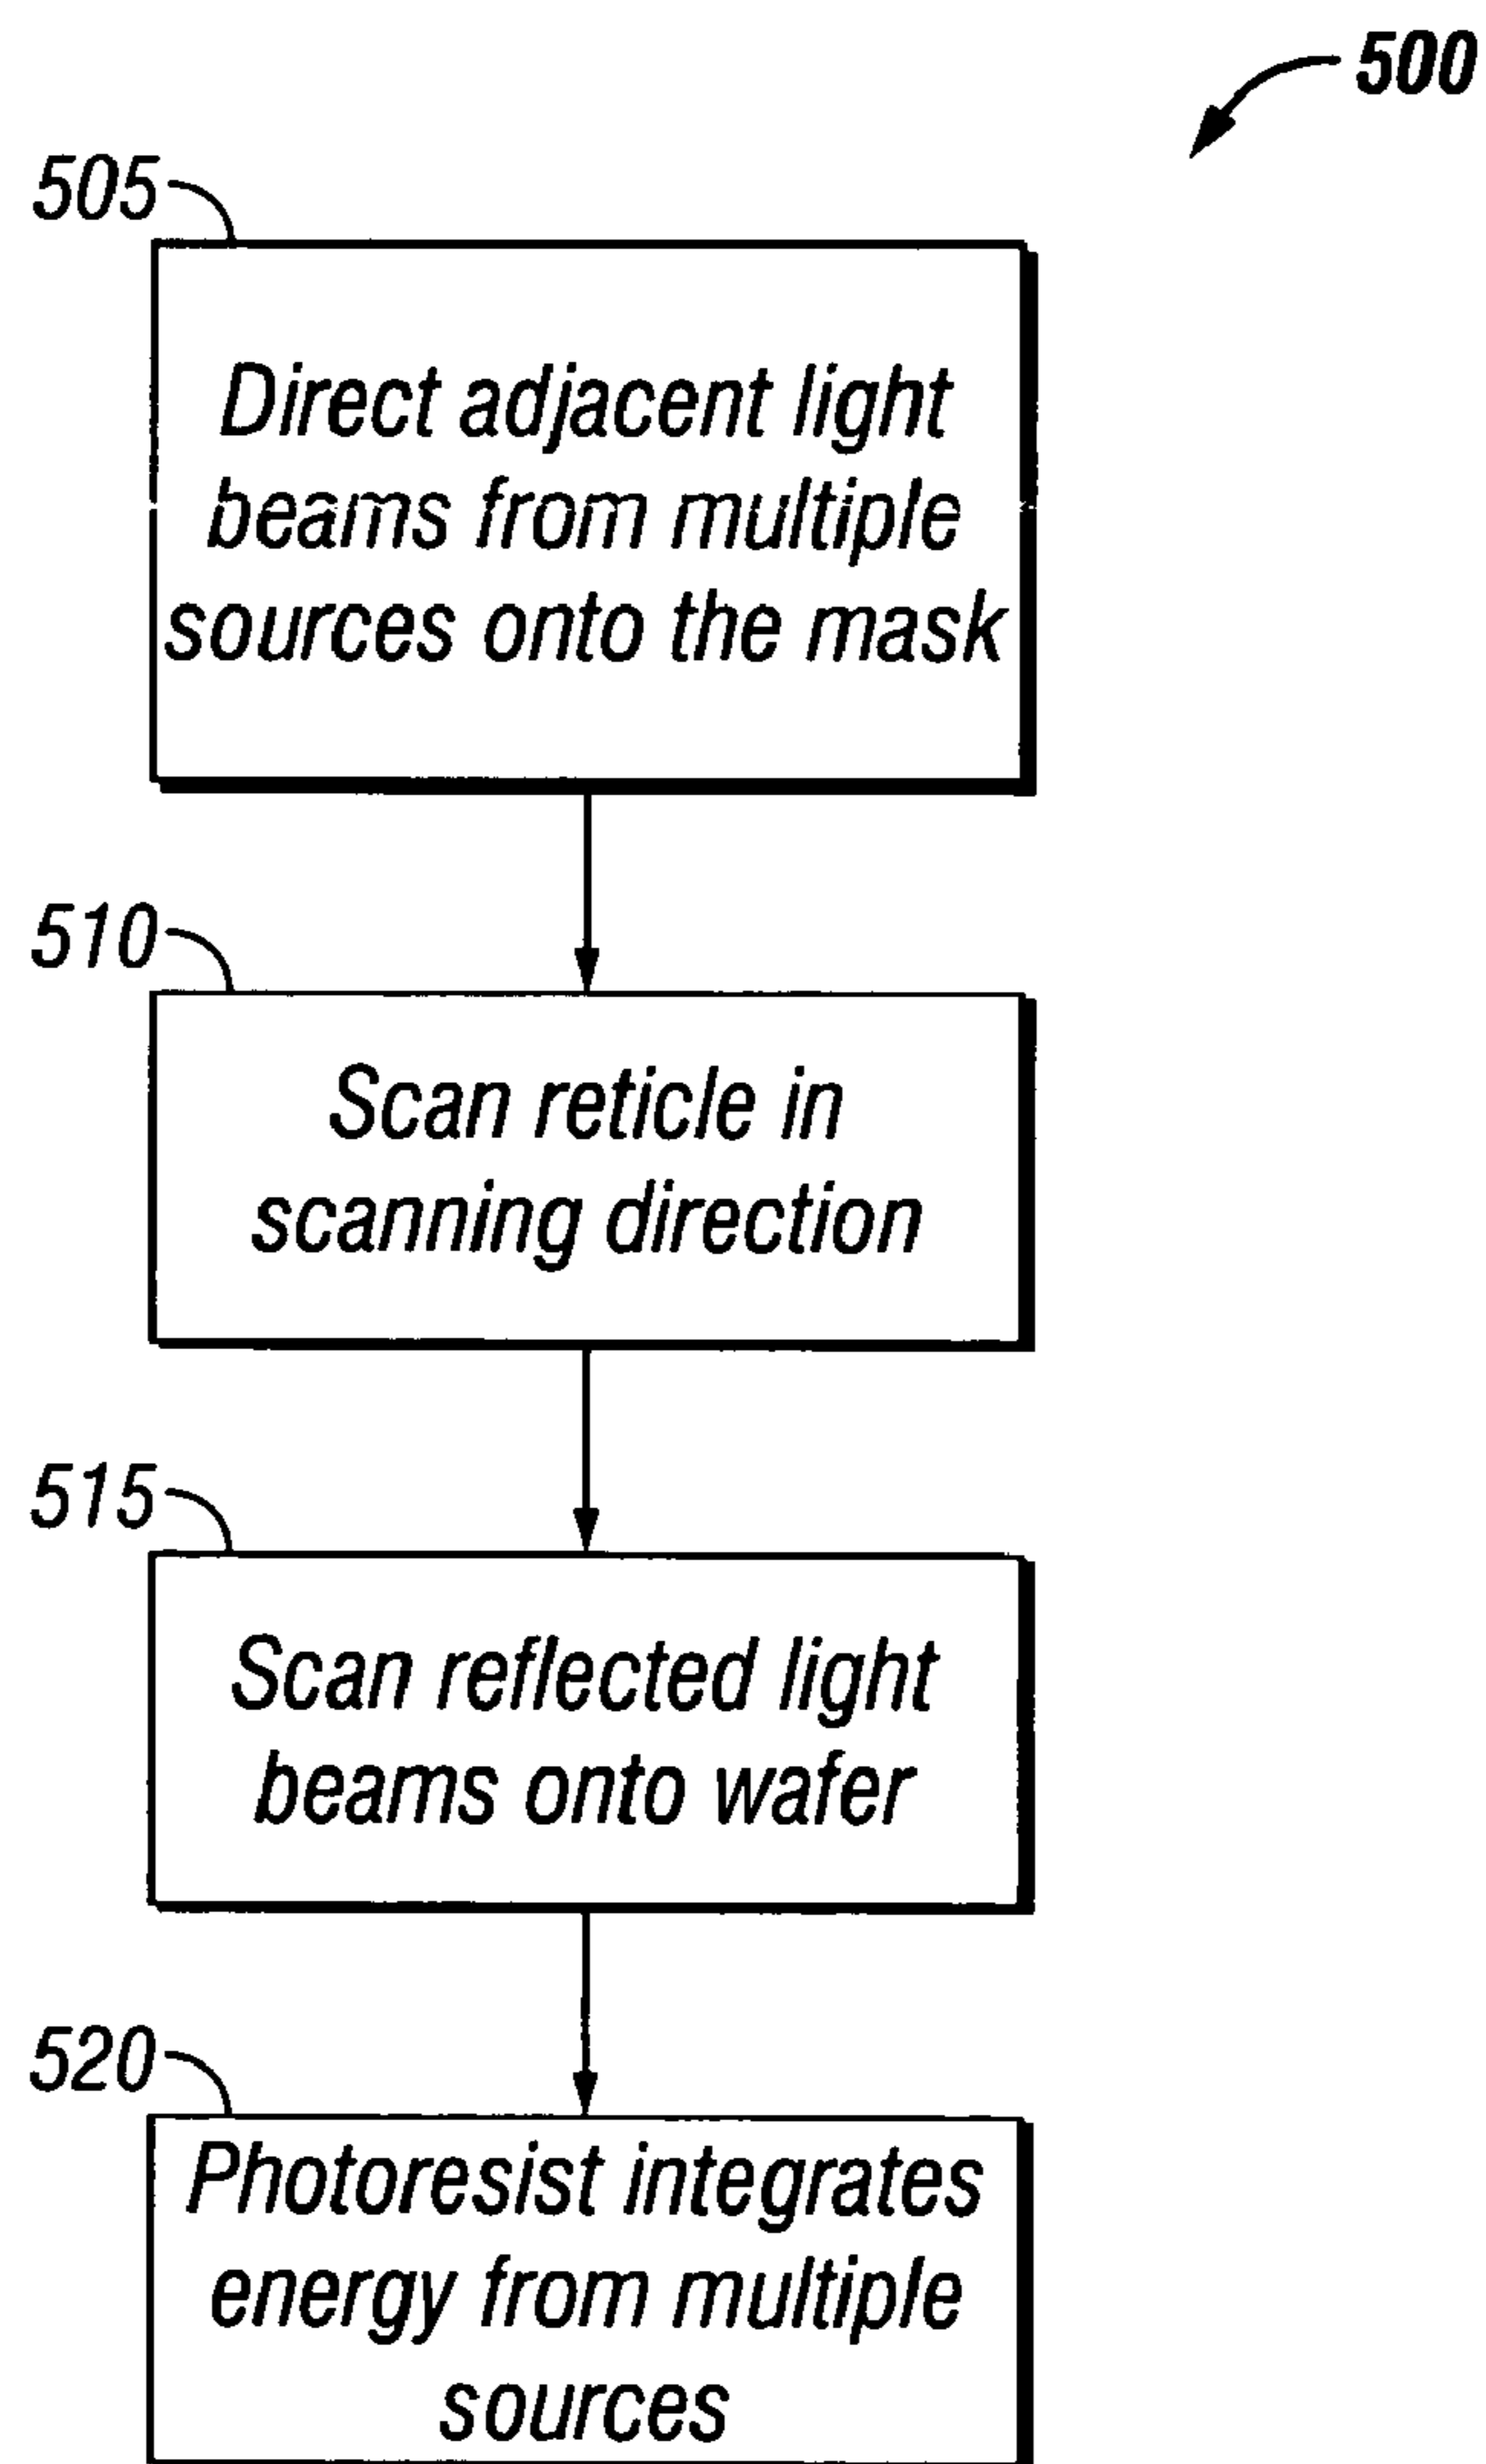 500
505
Direct adjacent light
beams from multiple
sources onto the mask
510
Scan reticle in
scanning direction
515
Scan reflected light
beams onto wafer
520
Photoresist integrates
energy from multiple
sources